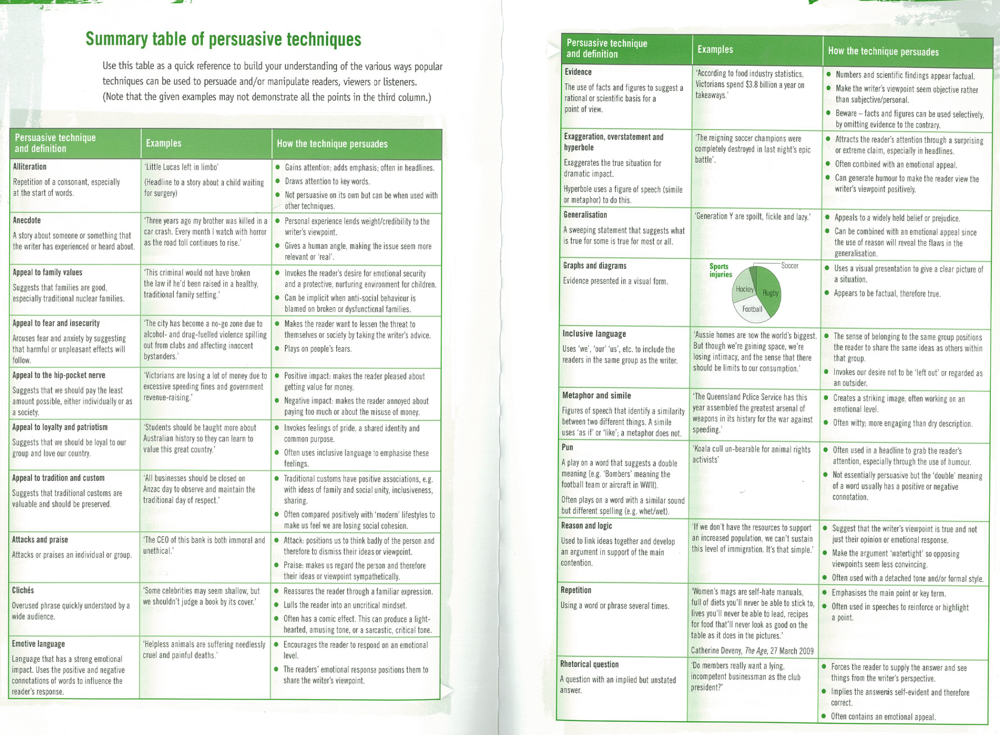 Summary table of persuasive techniques
Use this table as a quick reference to build your understanding of the various ways popular
techniques can be used to persuade and/or manipulate readers, viewers or listeners.
(Note that the given examples may not demonstrate all the points in the third column.)
Persuasive technique
and definition
Examples
How the technique persuades
Alliteration
Repetition of a consonant, especially
at the start of words.
‘Little Lucas left in limbo’
(Headline to a story about a child waiting
for surgery)
● Gains attention; adds emphasis; often in headlines.
● Draws attention to key words.
● Not persuasive on its own but can be when used with
other techniques.
Anecdote
A story about someone or something that
the writer has experienced or heard about.
‘Three years ago my brother was killed in a
car crash. Every month I watch with horror
as the road toll continues to rise.’
● Personal experience lends weight/credibility to the
writer’s viewpoint.
● Gives a human angle, making the issue seem more
relevant or ‘real’.
Appeal to family values
Suggests that families are good,
especially traditional nuclear families.
‘This criminal would not have broken
the law if he’d been raised in a healthy,
traditional family setting.’
● Invokes the reader’s desire for emotional security
and a protective, nurturing environment for children.
● Can be implicit when anti-social behaviour is
blamed on broken or dysfunctional families.
Appeal to fear and insecurity
Arouses fear and anxiety by suggesting
that harmful or unpleasant effects will
follow.
‘The city has become a no-go zone due to
alcohol- and drug-fuelled violence spilling
out from clubs and affecting innocent
bystanders.’
● Makes the reader want to lessen the threat to
themselves or society by taking the writer’s advice.
● Plays on people’s fears.
Appeal to the hip-pocket nerve
Suggests that we should pay the least
amount possible, either individually or as
a society.
‘Victorians are losing a lot of money due to
excessive speeding fines and government
revenue-raising.’
● Positive impact: makes the reader pleased about
getting value for money.
● Negative impact: makes the reader annoyed about
paying too much or about the misuse of money.
Appeal to loyalty and patriotism
Suggests that we should be loyal to our
group and love our country.
‘Students should be taught more about
Australian history so they can learn to
value this great country.’
● Invokes feelings of pride, a shared identity and
common purpose.
● Often uses inclusive language to emphasise these
feelings.
Appeal to tradition and custom
Suggests that traditional customs are
valuable and should be preserved.
‘All businesses should be closed on
Anzac day to observe and maintain the
traditional day of respect.’
● Traditional customs have positive associations, e.g.
with ideas of family and social unity, inclusiveness,
sharing.
● Often compared positively with ‘modern’ lifestyles to
make us feel we are losing social cohesion.
Attacks and praise
Attacks or praises an individual or group.
‘The CEO of this bank is both immoral and
unethical.’
● Attack: positions us to think badly of the person and
therefore to dismiss their ideas or viewpoint.
● Praise: makes us regard the person and therefore
their ideas or viewpoint sympathetically.
Clichés
Overused phrase quickly understood by a
wide audience.
‘Some celebrities may seem shallow, but
we shouldn’t judge a book by its cover.’
● Reassures the reader through a familiar expression.
● Lulls the reader into an uncritical mindset.
● Often has a comic effect. This can produce a light-
hearted, amusing tone, or a sarcastic, critical tone.
Emotive language
Language that has a strong emotional
impact. Uses the positive and negative
connotations of words to influence the
reader’s response.
‘Helpless animals are suffering needlessly
cruel and painful deaths.’
● Encourages the reader to respond on an emotional
level.
● The readers’ emotional response positions them to
share the writer’s viewpoint.
Persuasive technique
and definition
Examples
How the technique persuades
Evidence
The use of facts and figures to suggest a
rational or scientific basis for a
point of view.
‘According to food industry statistics,
Victorians spend $3.8 billion a year on
takeaways.’
● Numbers and scientific findings appear factual.
● Make the writer’s viewpoint seem objective rather
than subjective/personal.
● Beware – facts and figures can be used selectively,
by omitting evidence to the contrary.
Exaggeration, overstatement and
hyperbole
Exaggerates the true situation for
dramatic impact.
Hyperbole uses a figure of speech (simile
or metaphor) to do this.
‘The reigning soccer champions were
completely destroyed in last night’s epic
battle’.
● Attracts the reader’s attention through a surprising
or extreme claim, especially in headlines.
● Often combined with an emotional appeal.
● Can generate humour to make the reader view the
writer’s viewpoint positively.
Generalisation
A sweeping statement that suggests what
is true for some is true for most or all.
‘Generation Y are spoilt, fickle and lazy.’
● Appeals to a widely held belief or prejudice.
● Can be combined with an emotional appeal since
the use of reason will reveal the flaws in the
generalisation.
Graphs and diagrams
Evidence presented in a visual form.
Sports
injuries
Soccer
Hockey
Rugby
Football
● Uses a visual presentation to give a clear picture of
a situation.
● Appears to be factual, therefore true.
Inclusive language
Uses ‘we’, ‘our’ ‘us’, etc. to include the
readers in the same group as the writer.
‘Aussie homes are now the world’s biggest.
But though we’re gaining space, we’re
losing intimacy, and the sense that there
should be limits to our consumption.’
● The sense of belonging to the same group positions
the reader to share the same ideas as others within
that group.
● Invokes our desire not to be ‘left out’ or regarded as
an outsider.
Metaphor and simile
Figures of speech that identify a similarity
between two different things. A simile
uses ‘as if’ or ‘like’; a metaphor does not.
‘The Queensland Police Service has this
year assembled the greatest arsenal of
weapons in its history for the war against
speeding.’
● Creates a striking image, often working on an
emotional level.
● Often witty; more engaging than dry description.
Pun
A play on a word that suggests a double
meaning (e.g. ‘Bombers’ meaning the
football team or aircraft in WWII).
Often plays on a word with a similar sound
but different spelling (e.g. whet/wet).
‘Koala cull un-bearable for animal rights
activists’
● Often used in a headline to grab the reader’s
attention, especially through the use of humour.
● Not essentially persuasive but the ‘double’ meaning
of a word usually has a positive or negative
connotation.
Reason and logic
Used to link ideas together and develop
an argument in support of the main
contention.
‘If we don’t have the resources to support
an increased population, we can’t sustain
this level of immigration. It’s that simple.’
● Suggest that the writer’s viewpoint is true and not
just their opinion or emotional response.
● Make the argument ‘watertight’ so opposing
viewpoints seem less convincing.
● Often used with a detached tone and/or formal style.
Repetition
Using a word or phrase several times.
‘Women’s mags are self-hate manuals,
full of diets you’ll never be able to stick to,
lives you’ll never be able to lead, recipes
for food that’ll never look as good on the
table as it does in the pictures.’
Catherine Deveny, The Age, 27 March 2009
● Emphasises the main point or key term.
● Often used in speeches to reinforce or highlight
a point.
Rhetorical question
A question with an implied but unstated
answer.
‘Do members really want a lying,
incompetent businessman as the club
president?’
● Forces the reader to supply the answer and see
things from the writer’s perspective.
● Implies the answer is self-evident and therefore
correct.
● Often contains an emotional appeal.